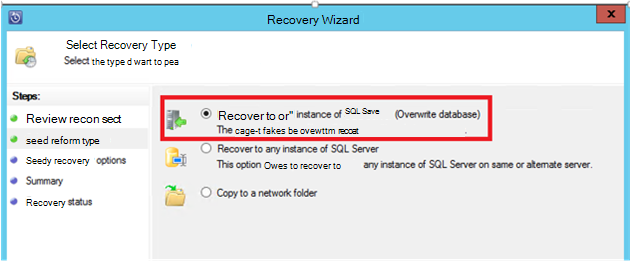 Recovery Wizard
x
Select Recovery Type
Select the type d wart to pea
Steps:
Review recon sect
seed reform type
Seedy recovery options
Summary
Recovery status
Recover to or" instance of SQL Save (Overwrite database)
The cage-t fakes be ovewttm recoat .
Recover to any instance of SQL Server
This option Owes to recover to any instance of SQL Server on same or alternate server.
Copy to a network folder